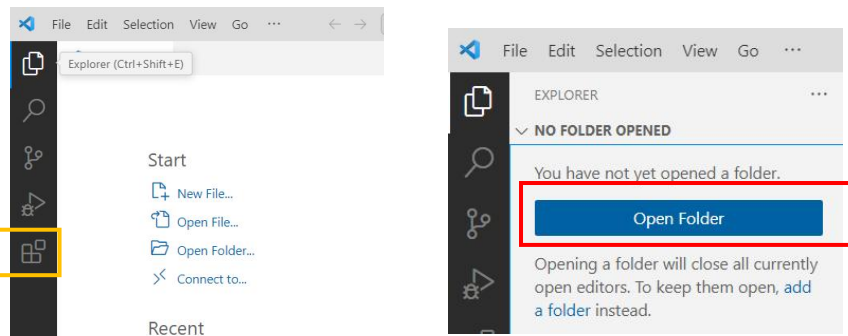 File Edit Selection View Go ...
Explorer (Ctrl+Shift+E)
Start
New File...
Open File...
Open Folder...
Connect to...
Recent
File Edit Selection View Go ...
EXPLORER ...
NO FOLDER OPENED
You have not yet opened a folder.
Open Folder
Opening a folder will close all currently
open editors. To keep them open, add
a folder instead.